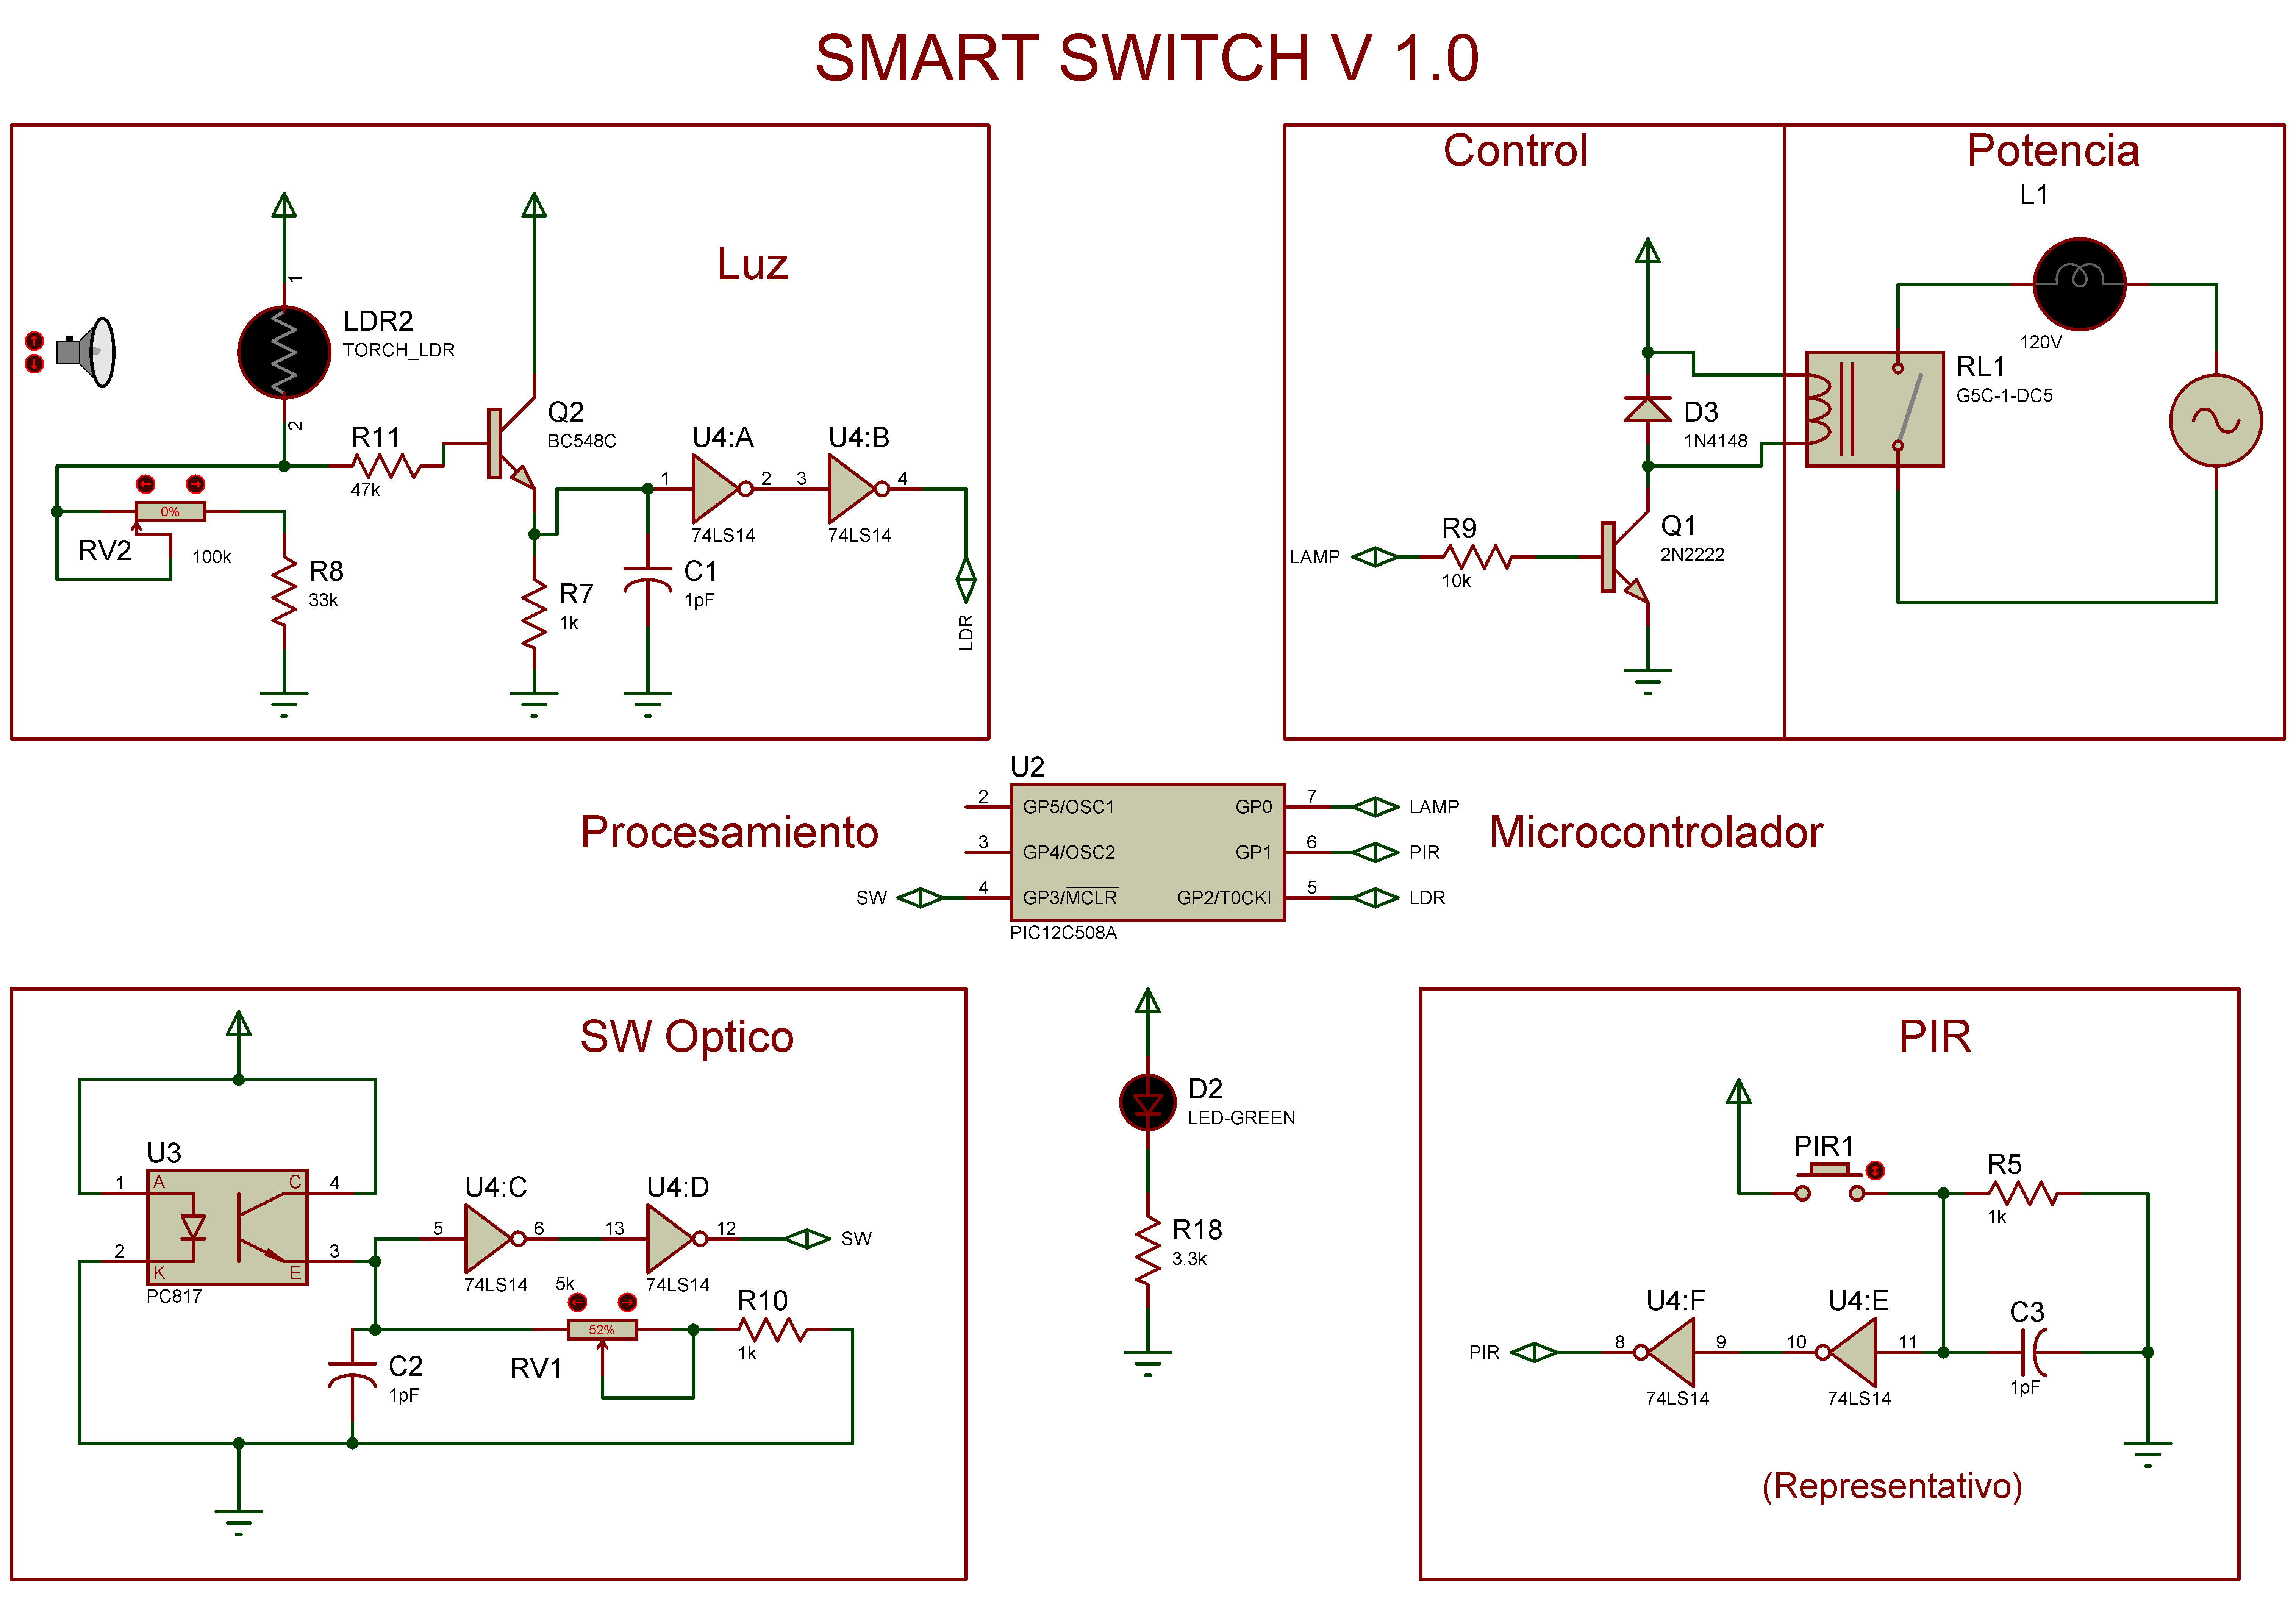 SMART SWITCH V 1.0
Luz
1
LDR2
TORCH_LDR
2
R11
47k
Q2
BC548C
U4:A
1
2
74LS14
U4:B
3
4
74LS14
0%
RV2
100k
R8
33k
R7
1k
C1
1pF
LDR
Control
Potencia
L1
120V
RL1
G5C-1-DC5
D3
1N4148
Q1
2N2222
R9
10k
LAMP
Procesamiento
U2
2
GP5/OSC1
GP0
7
LAMP
3
GP4/OSC2
GP1
6
PIR
SW
4
GP3/MCLR
GP2/T0CKI
5
LDR
PIC12C508A
Microcontrolador
SW Optico
U3
1
A
C
4
2
K
E
3
PC817
U4:C
5
6
74LS14
U4:D
13
12
74LS14
SW
5k
52%
RV1
R10
1k
C2
1pF
D2
LED-GREEN
R18
3.3k
PIR
PIR1
R5
1k
U4:F
8
9
74LS14
U4:E
10
11
74LS14
C3
1pF
PIR
(Representativo)